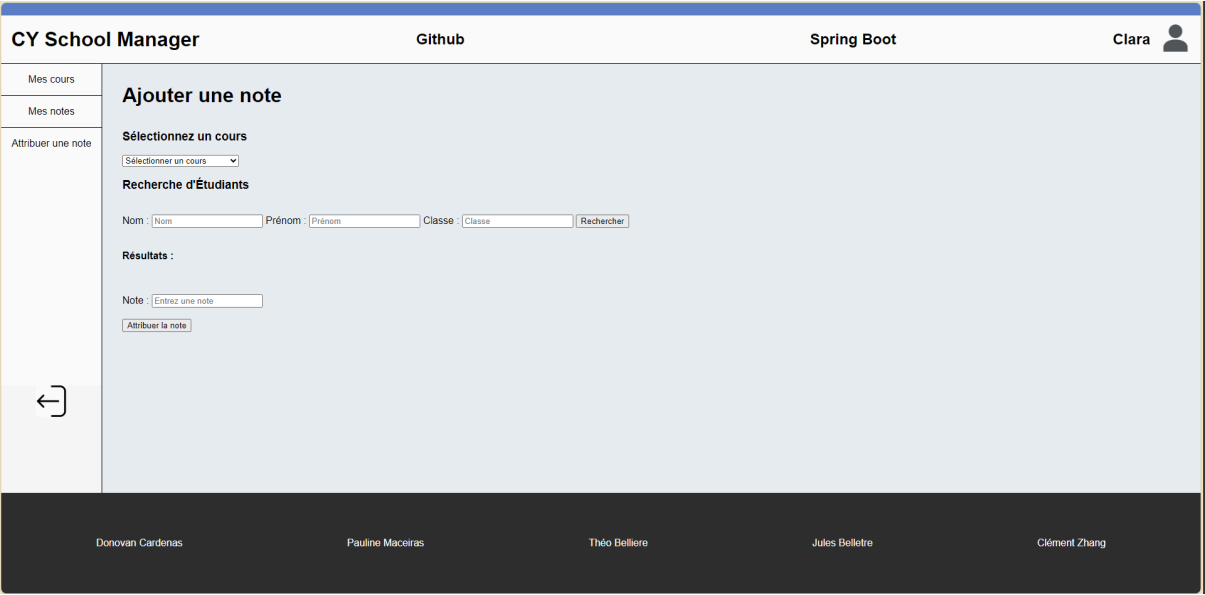 CY School Manager Github Spring Boot Clara
Mes cours
Mes notes
Attribuer une note
Ajouter une note
Sélectionnez un cours
Sélectionner un cours
Recherche d'Étudiants
Nom : Nom Prénom : Prénom Classe : Classe Rechercher
Résultats :
Note : Entrez une note
Attribuer la note
Donovan Cardenas Pauline Maceiras Théo Belliere Jules Belletre Clément Zhang